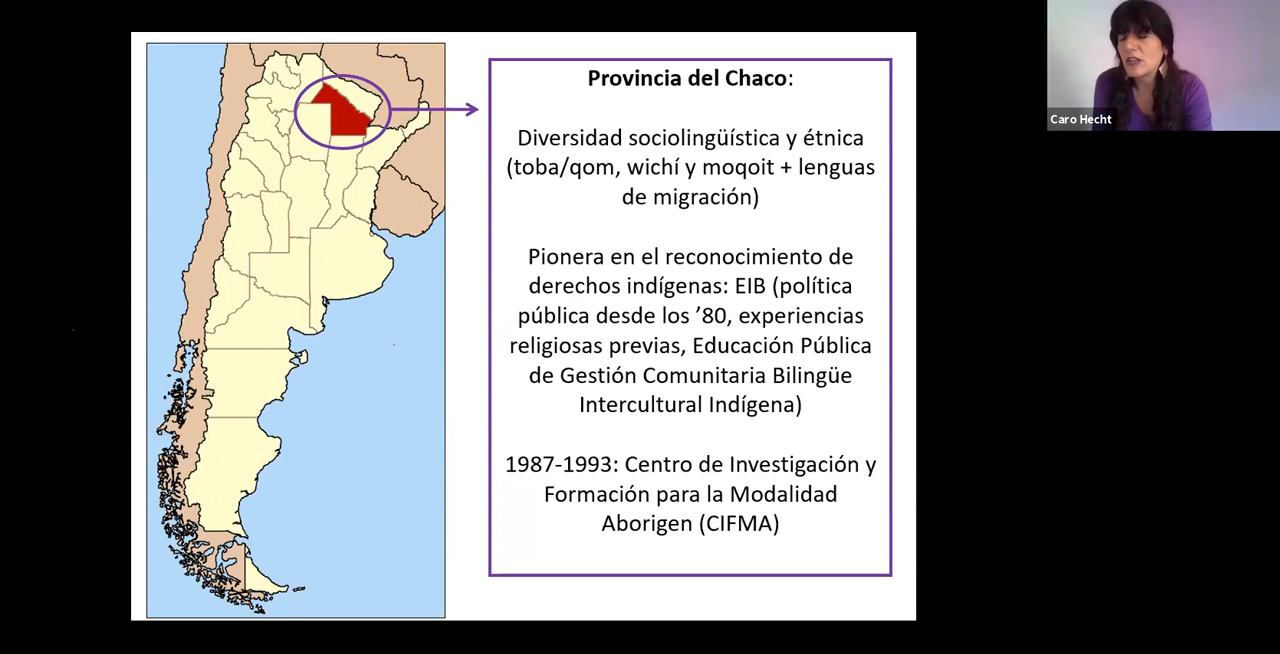 Provincia del Chaco:
Diversidad sociolingüística y étnica
(toba/qom, wichí y moqoit + lenguas
de migración)
Pionera en el reconocimiento de
derechos indígenas: EIB (política
pública desde los ’80, experiencias
religiosas previas, Educación Pública
de Gestión Comunitaria Bilingüe
Intercultural Indígena)
1987-1993: Centro de Investigación y
Formación para la Modalidad
Aborigen (CIFMA)
Caro Hecht